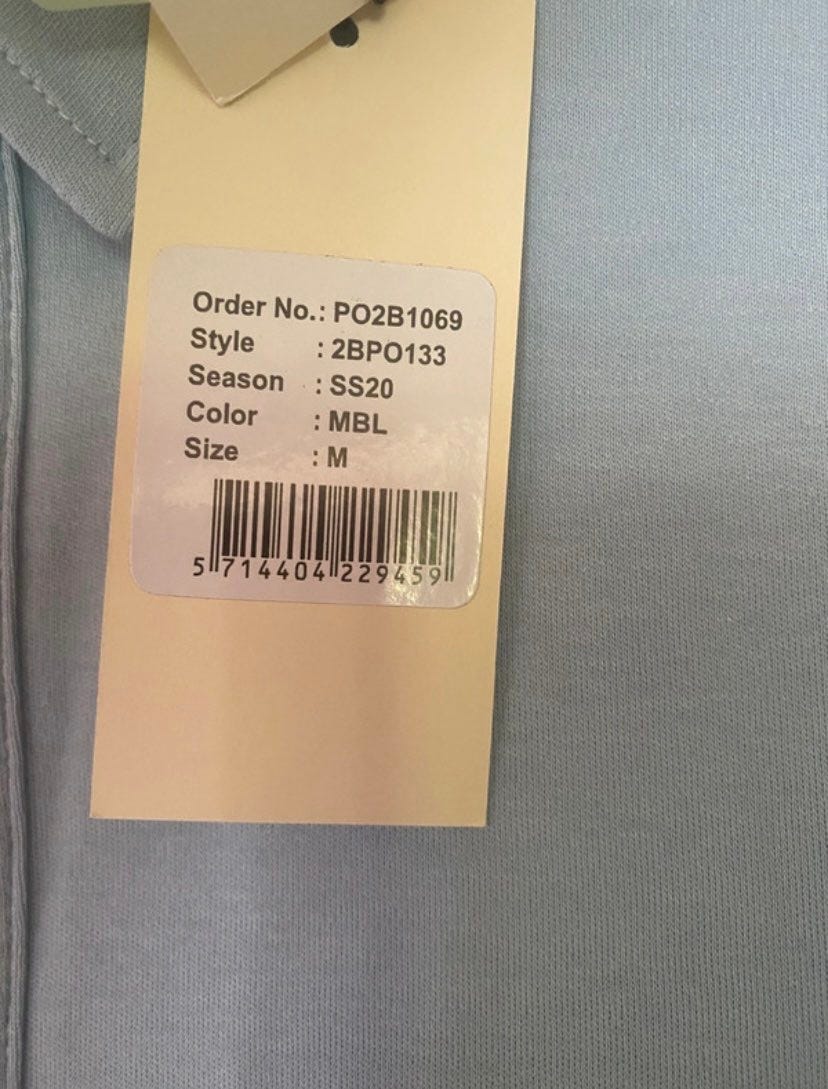 Order No.: PO2B1069
Style : 2BPO133
Season : SS20
Color : MBL
Size : M
5 714404 229459